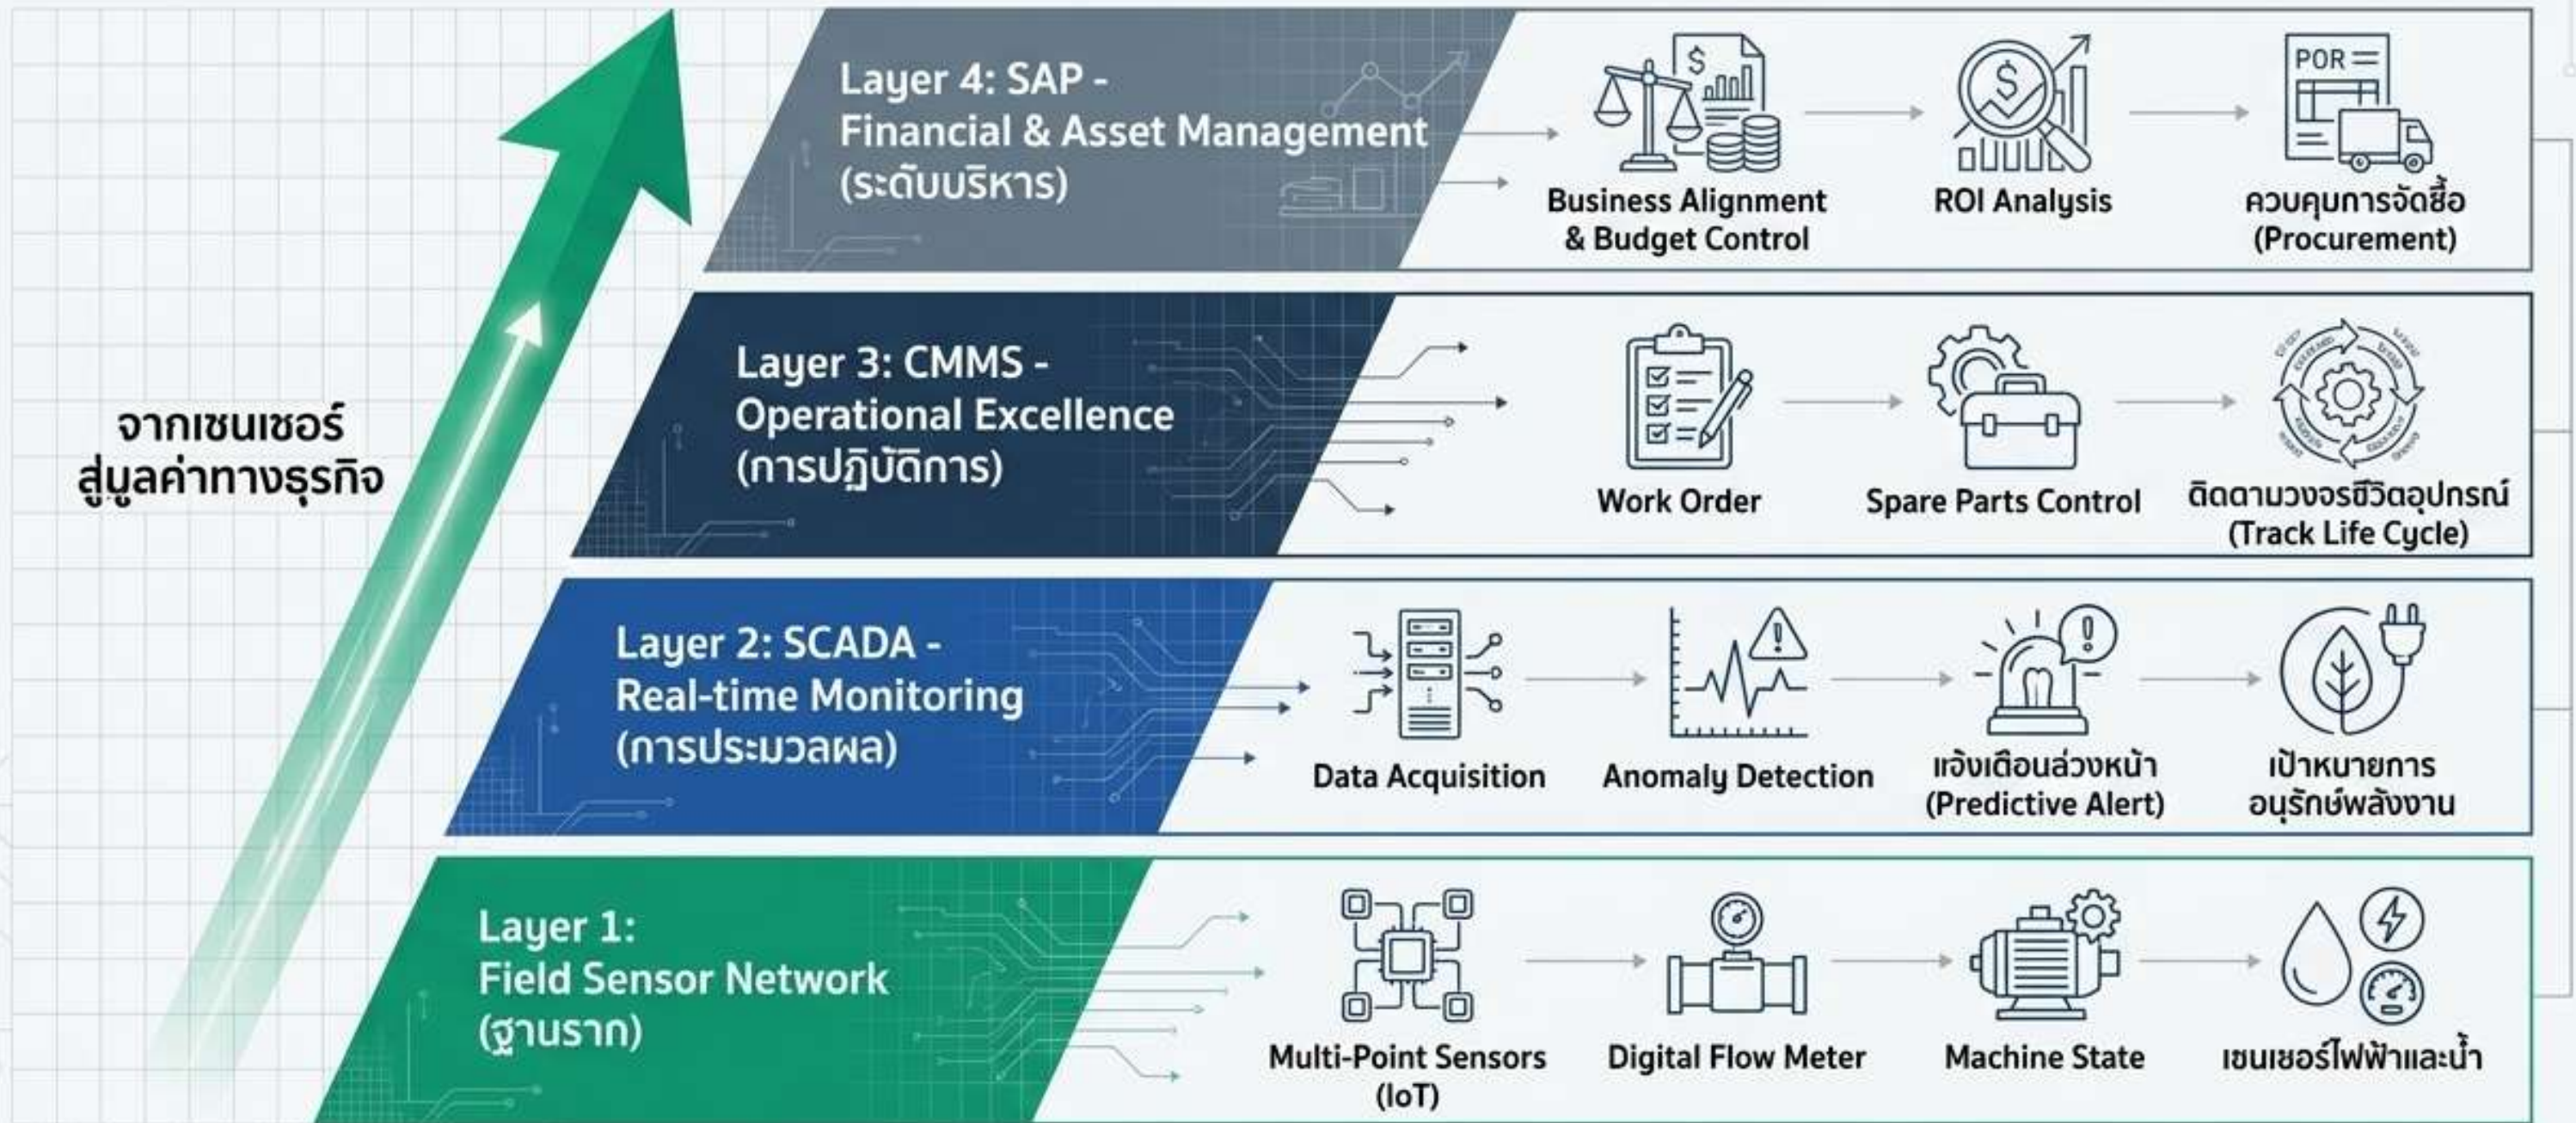 Layer 4: SAP -
Financial & Asset Management
(ระดับบริหาร)
$
$
POR
Business Alignment
& Budget Control
ROI Analysis
ควบคุมการจัดซื้อ
(Procurement)
จากเซนเซอร์
สู่มูลค่าทางธุรกิจ
Layer 3: CMMS -
Operational Excellence
(การปฏิบัติการ)
Work Order
Spare Parts Control
ติดตามวงจรชีวิตอุปกรณ์
(Track Life Cycle)
Layer 2: SCADA -
Real-time Monitoring
(การประมวลผล)
Data Acquisition
Anomaly Detection
แจ้งเตือนล่วงหน้า
(Predictive Alert)
เป้าหมายการ
อนุรักษ์พลังงาน
Layer 1:
Field Sensor Network
(ฐานราก)
Multi-Point Sensors
(IoT)
Digital Flow Meter
Machine State
เซนเซอร์ไฟฟ้าและน้ำ